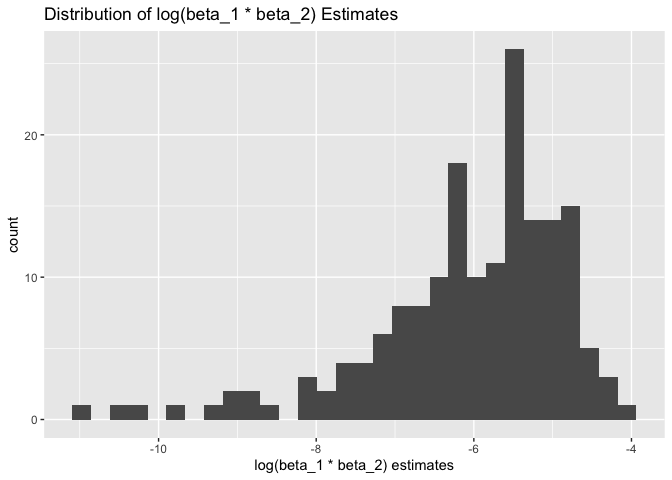 Distribution of log(beta_1 * beta_2) Estimates
count
20
10
0
-10
-8
-6
-4
log(beta_1 * beta_2) estimates